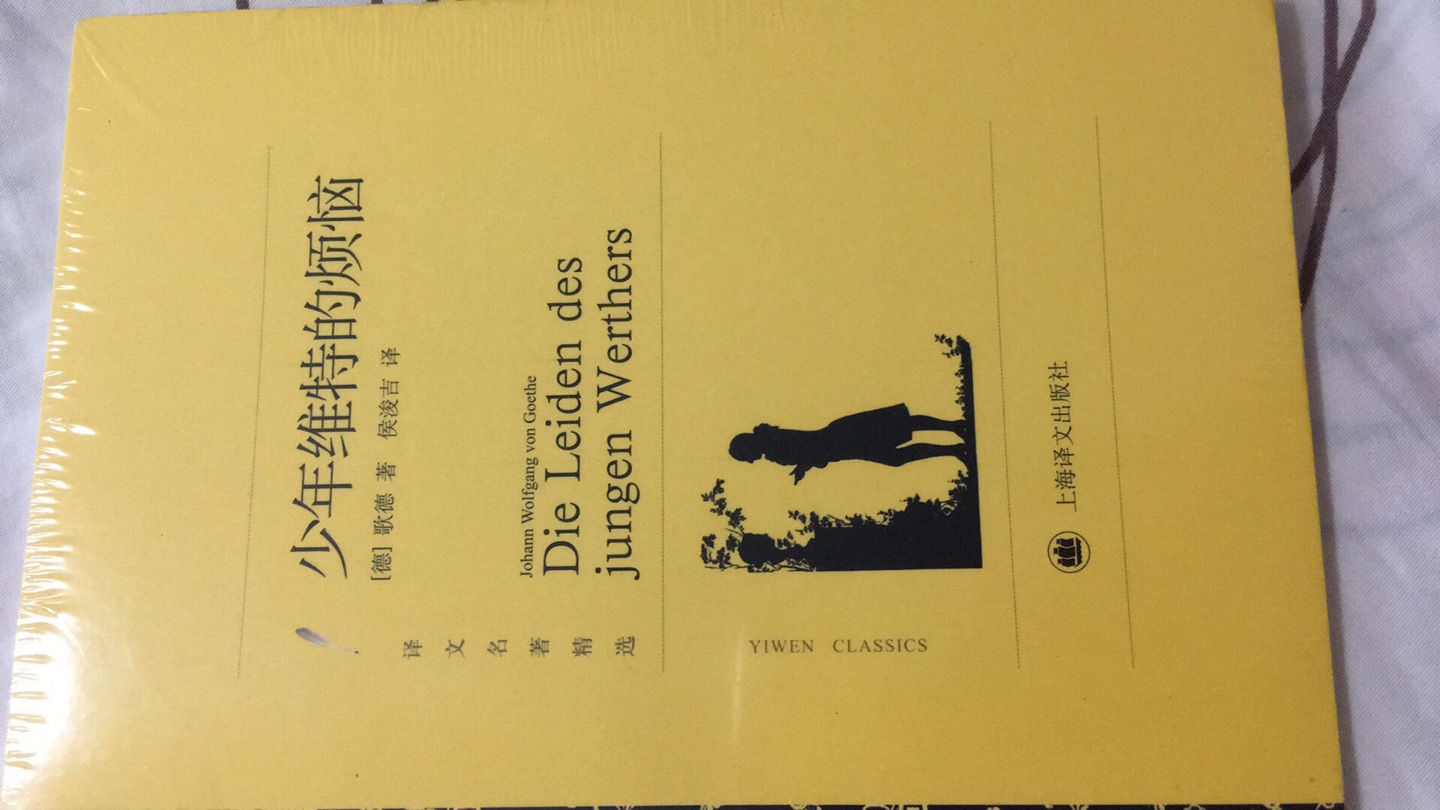 少年维特的烦恼
[德] 歌德 著 侯浚吉 译
译文名著精选
Johann Wolfgang von Goethe
Die Leiden des
jungen Werthers
YIWEN CLASSICS
上海译文出版社